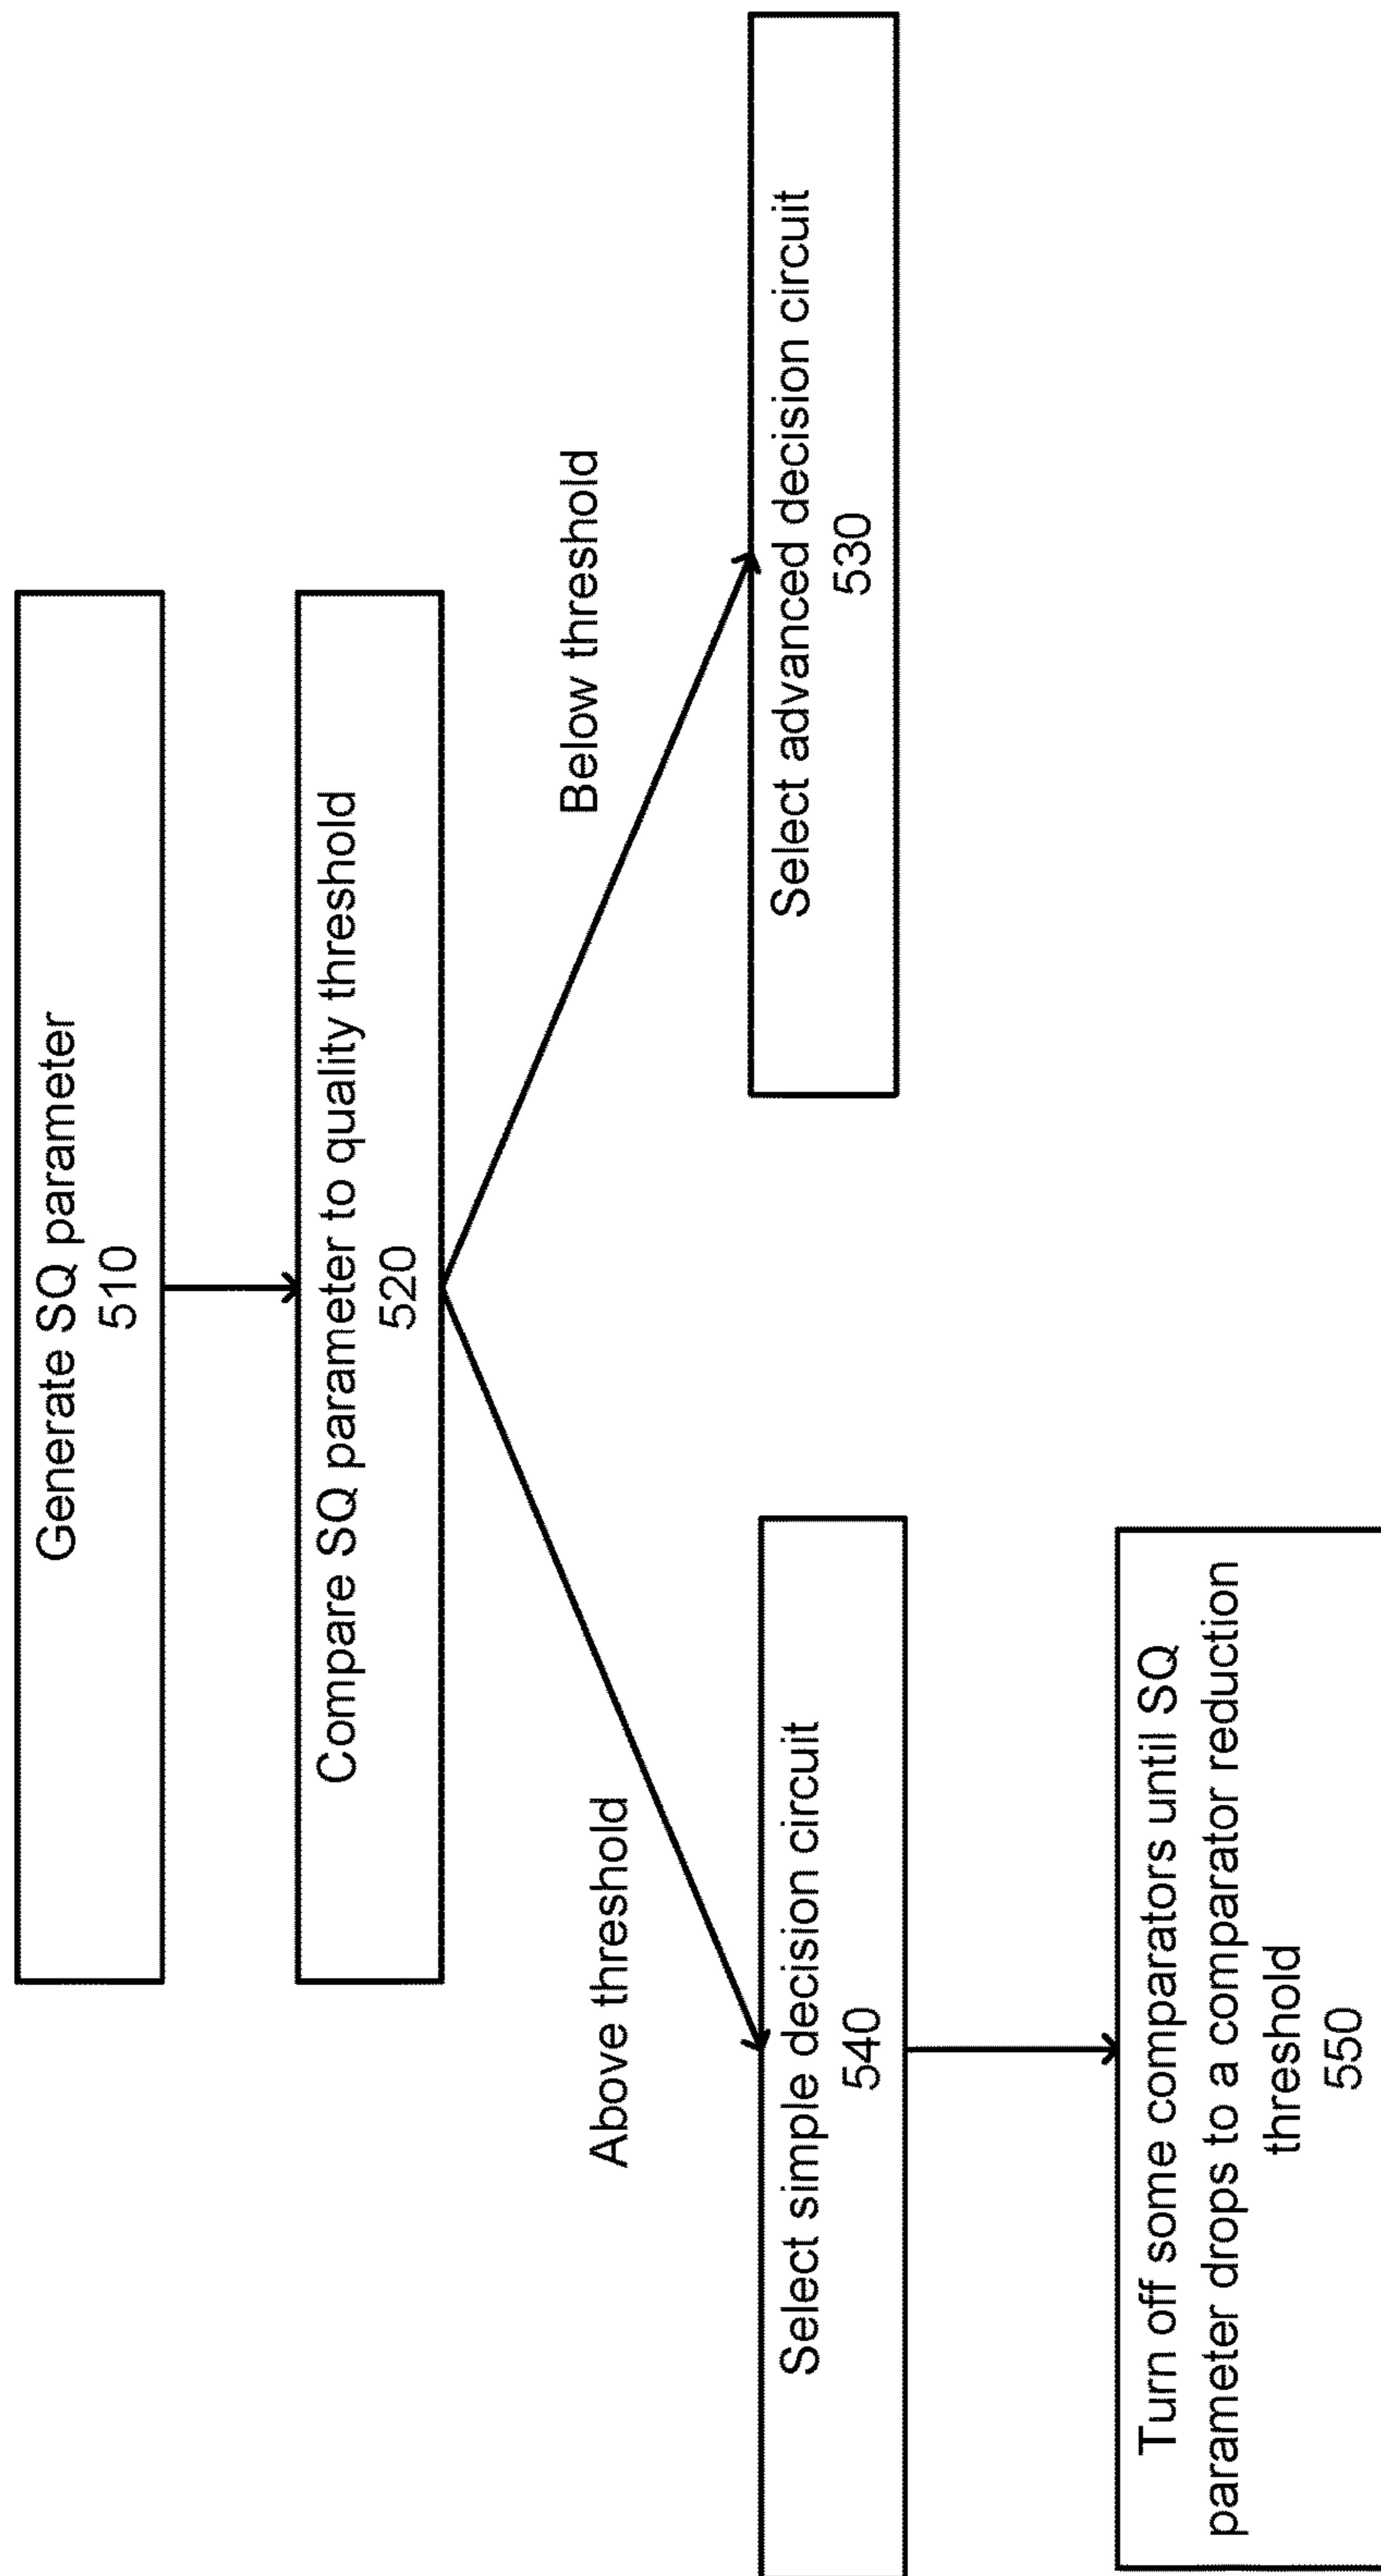 Generate SQ parameter
510
Compare SQ parameter to quality threshold
520
Above threshold
Below threshold
Select simple decision circuit
540
Select advanced decision circuit
530
Turn off some comparators until SQ
parameter drops to a comparator reduction
threshold
550